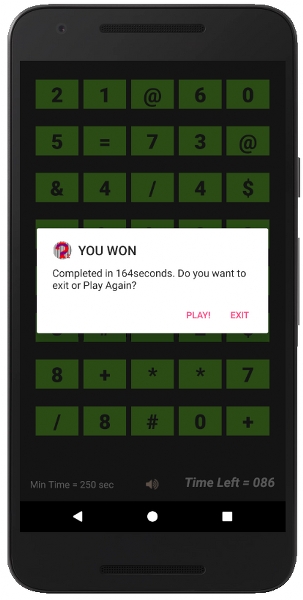 2 1 @ 6 0
5 = 7 3 @
& 4 / 4 $
YOU WON
Completed in 164seconds. Do you want to
exit or Play Again?
PLAY! EXIT
8 + * * 7
/ 8 # 0 +
Min Time = 250 sec Time Left = 086